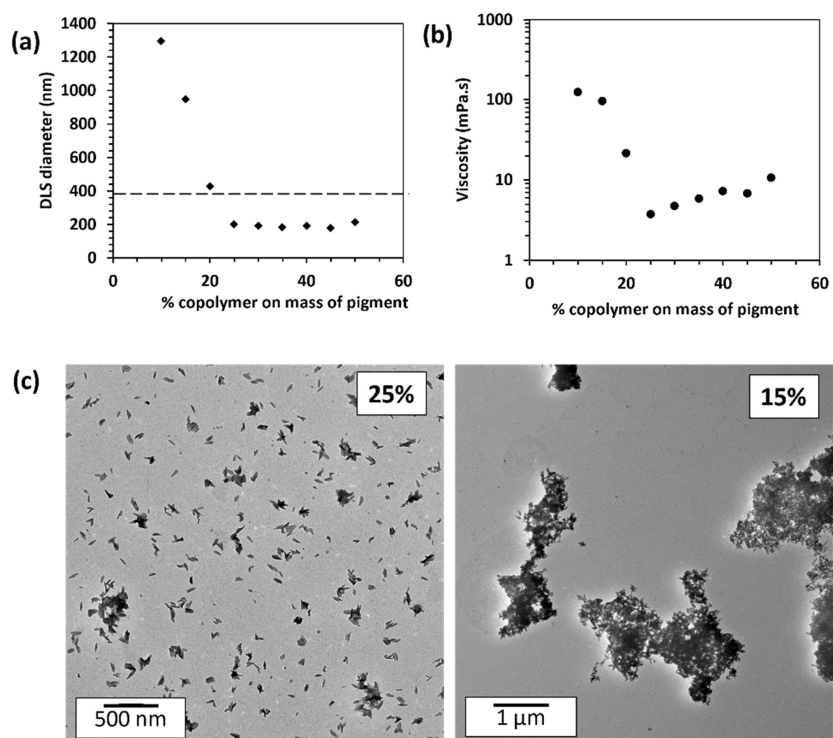 (a)
1400
1200
1000
800
600
400
200
0
DLS diameter (nm)
0 20 40 60
% copolymer on mass of pigment
(b)
1000
100
10
1
Viscosity (mPa.s)
0 20 40 60
% copolymer on mass of pigment
(c)
25%
500 nm
15%
1 µm